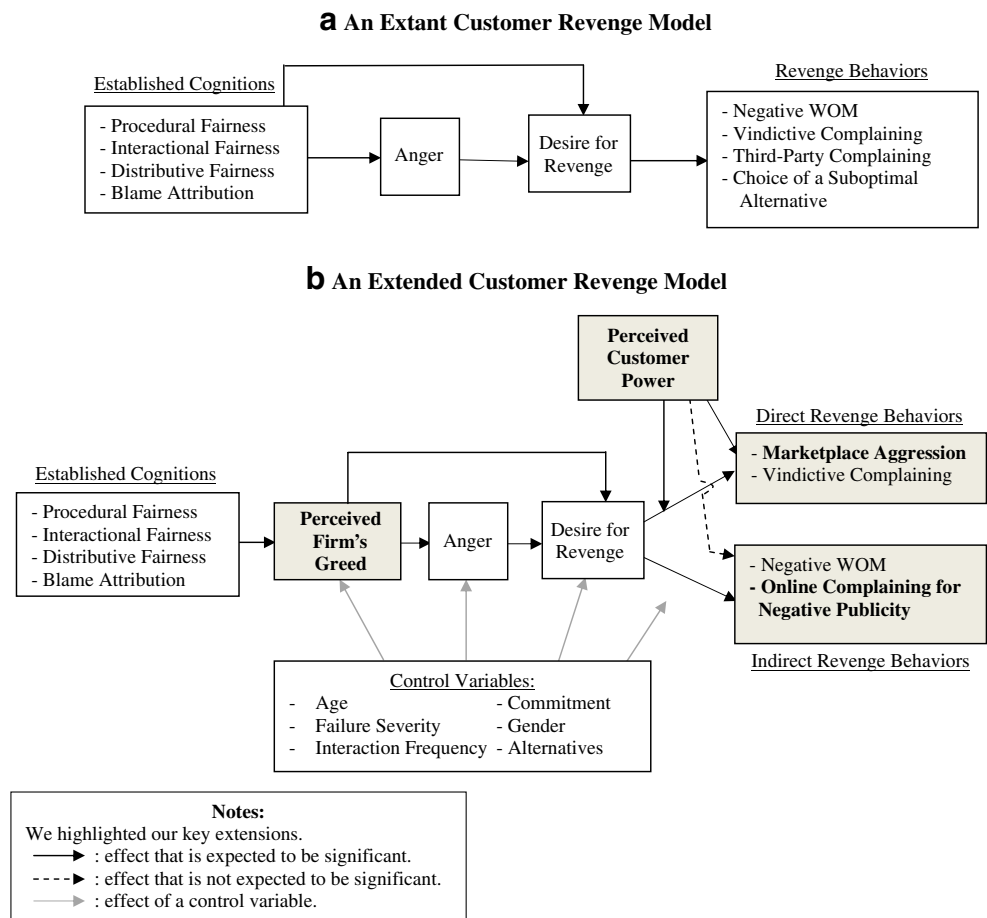 a An Extant Customer Revenge Model
Established Cognitions
- Procedural Fairness
- Interactional Fairness
- Distributive Fairness
- Blame Attribution
Anger
Desire for
Revenge
Revenge Behaviors
- Negative WOM
- Vindictive Complaining
- Third-Party Complaining
- Choice of a Suboptimal
Alternative
b An Extended Customer Revenge Model
Perceived
Customer
Power
Established Cognitions
- Procedural Fairness
- Interactional Fairness
- Distributive Fairness
- Blame Attribution
Perceived
Firm's
Greed
Anger
Desire for
Revenge
Direct Revenge Behaviors
- Marketplace Aggression
- Vindictive Complaining
- Negative WOM
- Online Complaining for
Negative Publicity
Indirect Revenge Behaviors
Control Variables:
- Age - Commitment
- Failure Severity - Gender
- Interaction Frequency - Alternatives
Notes:
We highlighted our key extensions.
: effect that is expected to be significant.
: effect that is not expected to be significant.
: effect of a control variable.